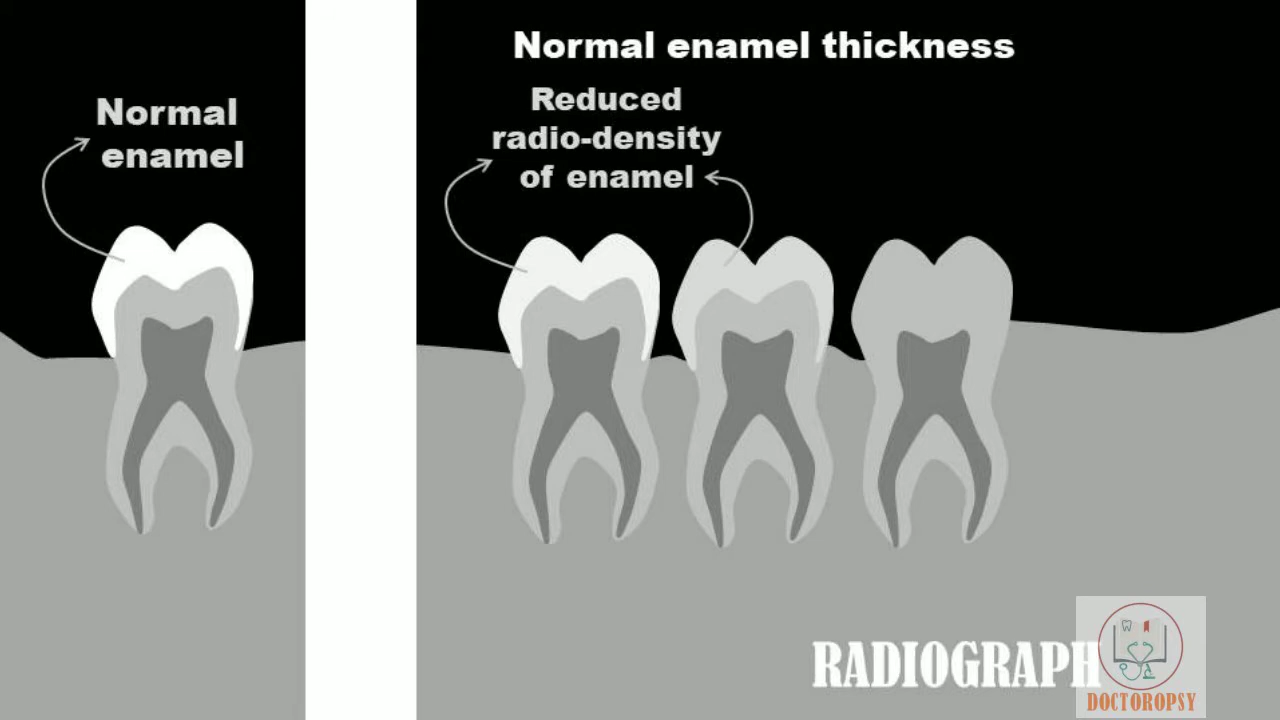 Normal
enamel
Normal enamel thickness
Reduced
radio-density
of enamel
RADIOGRAPH
DOCTOROPSY